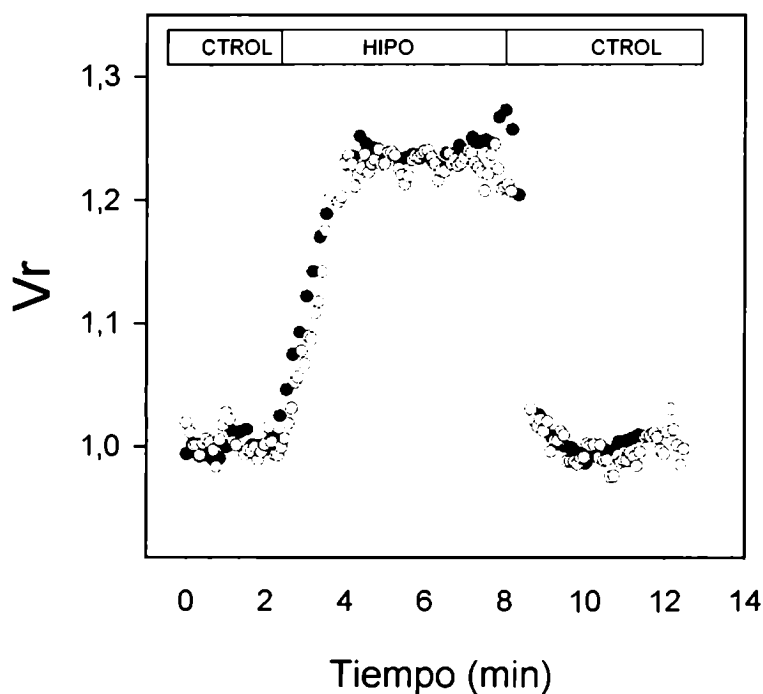 CTROL HIPO CTROL
1,3
1,2
1,1
1,0
Vr
0 2 4 6 8 10 12 14
Tiempo (min)